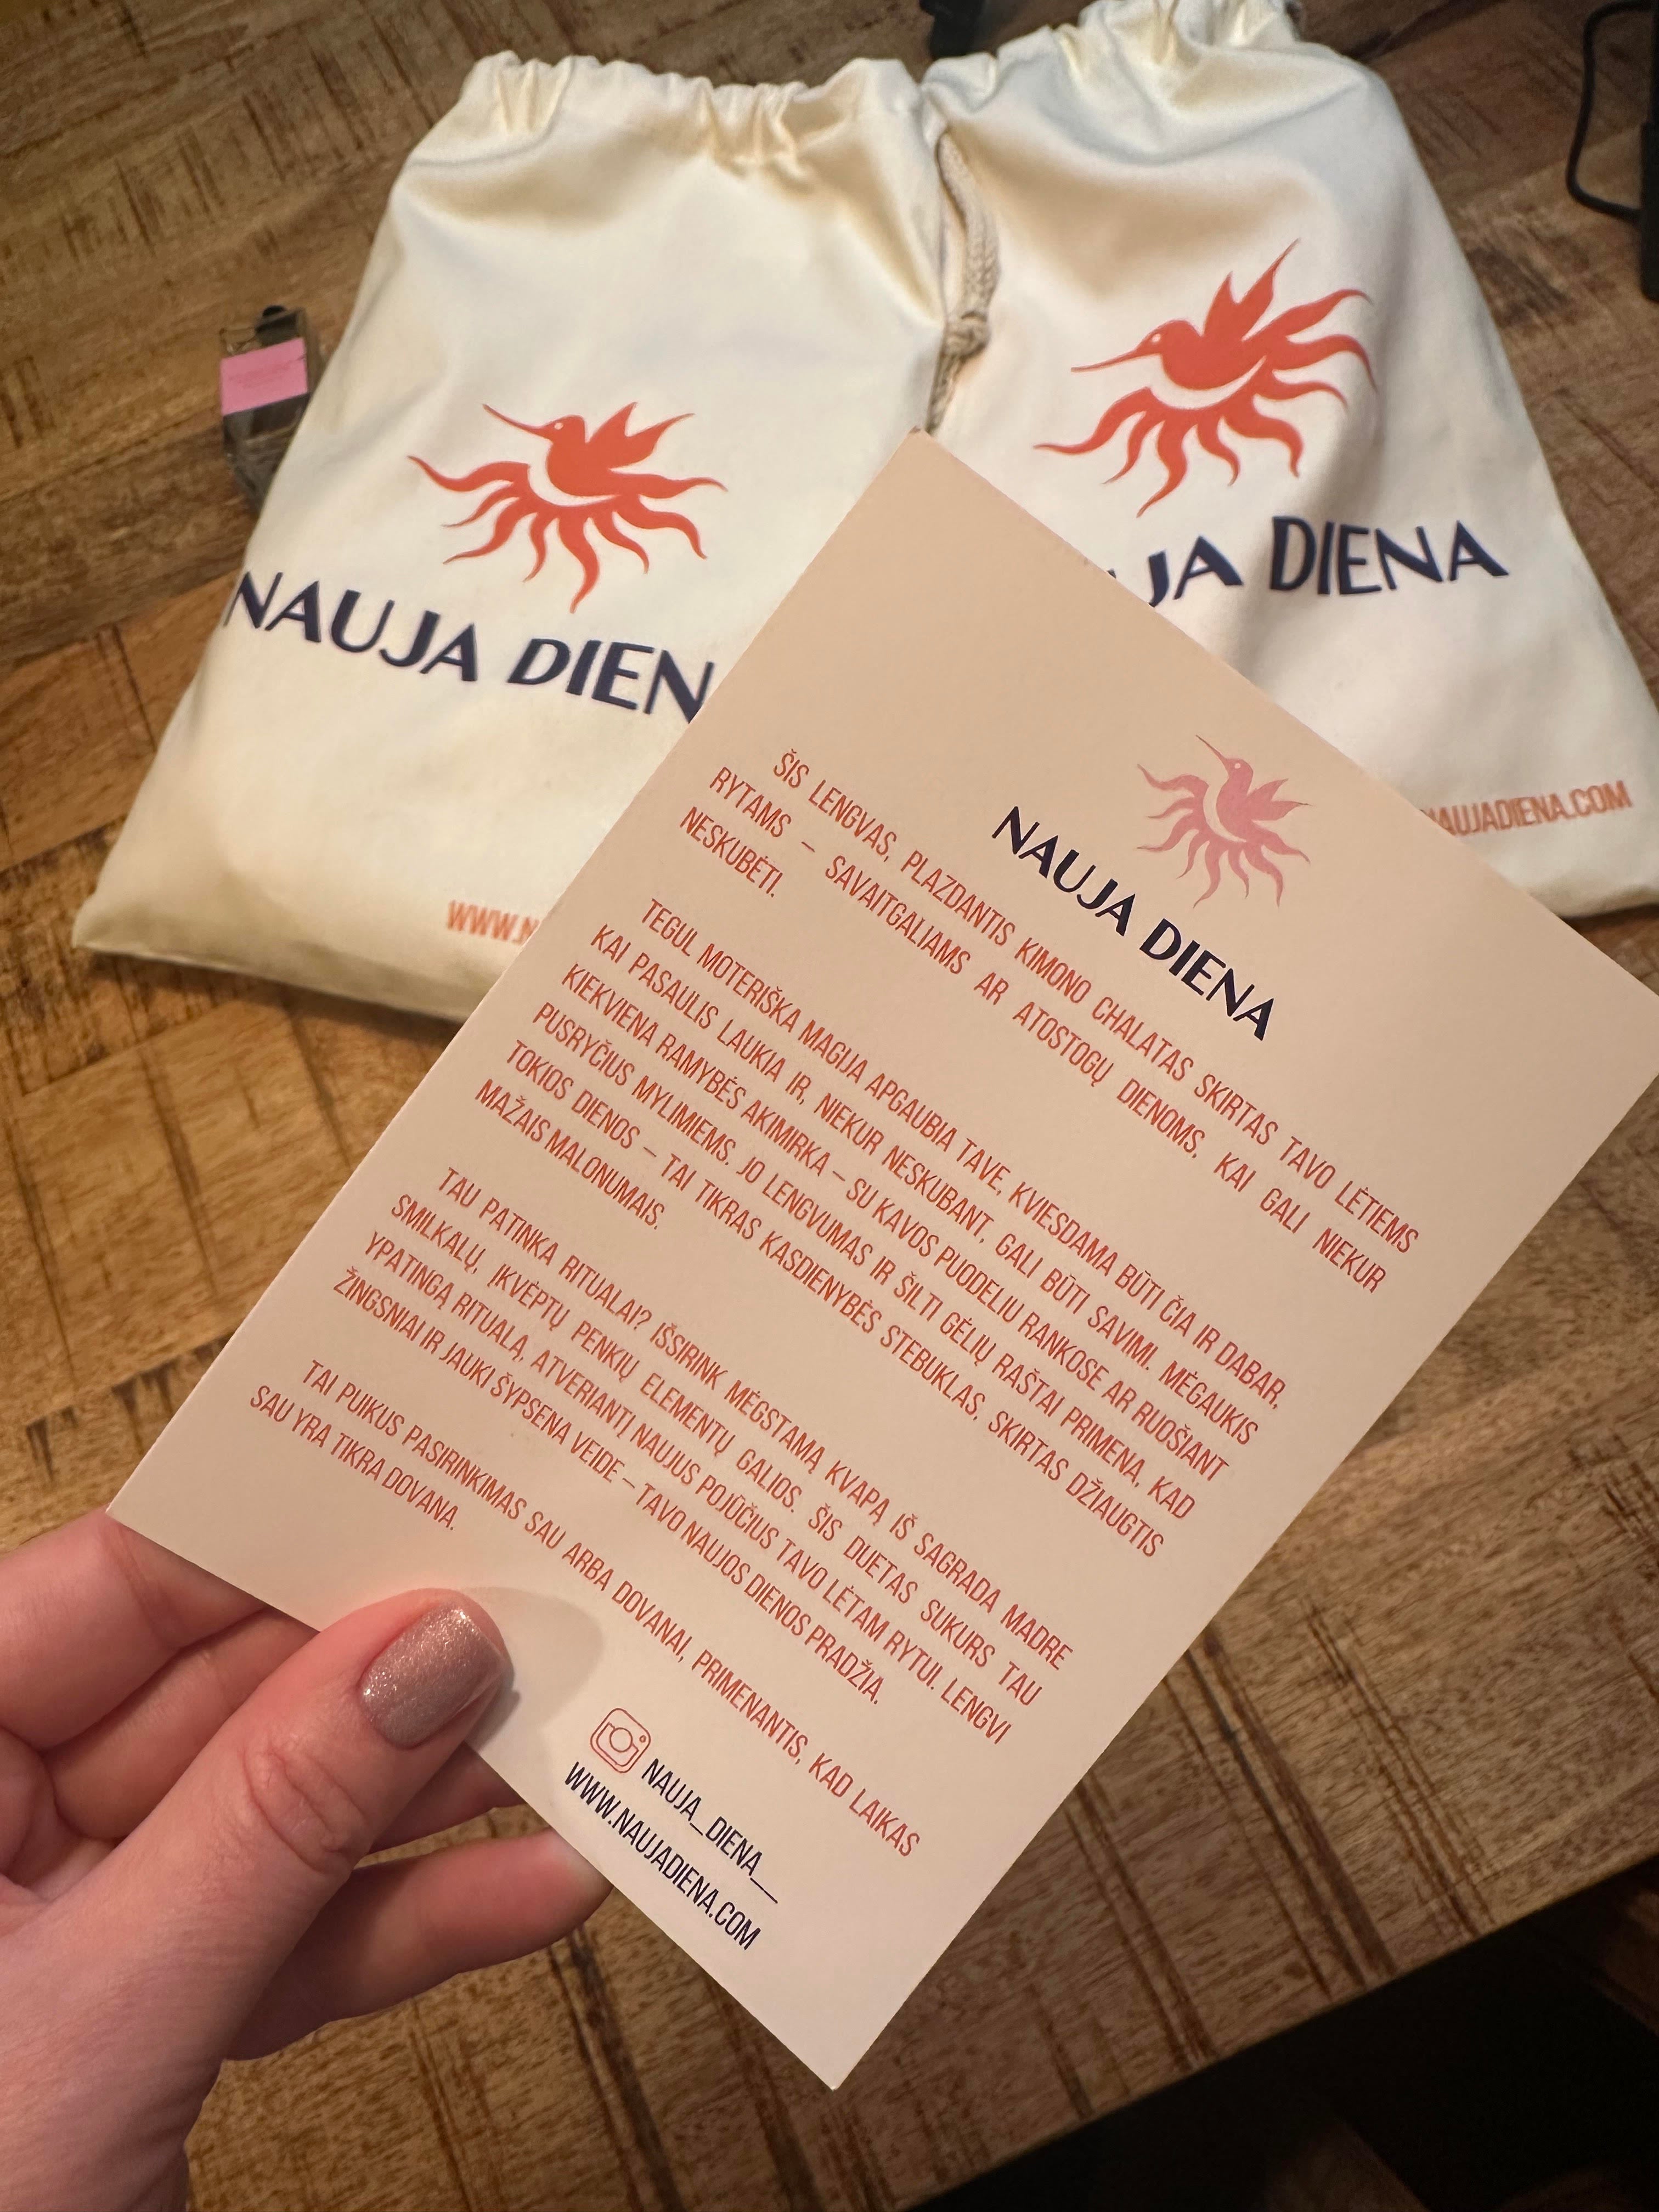 NAUJA DIEN
WWW.N
JA DIENA
NAUJADIENA.COM
NAUJA DIENA
ŠIS LENGVAS, PLAZDANTIS KIMONO CHALATAS SKIRTAS TAVO LĖTIEMS
RYTAMS – SAVAITGALIAMS AR ATOSTOGŲ DIENOMS, KAI GALI NIEKUR
NESKUBĖTI.
TEGUL MOTERIŠKA MAGIJA APGAUBIA TAVE, KVIESDAMA BŪTI ČIA IR DABAR,
KAI PASAULIS LAUKIA IR, NIEKUR NESKUBANT, GALI BŪTI SAVIMI. MĖGAUKIS
KIEKVIENA RAMYBĖS AKIMIRKA – SU KAVOS PUODELIU RANKOSE AR RUOŠIANT
PUSRYČIUS MYLIMIEMS. JO LENGVUMAS IR ŠILTI GĖLIŲ RAŠTAI PRIMENA, KAD
TOKIOS DIENOS – TAI TIKRAS KASDIENYBĖS STEBUKLAS, SKIRTAS DŽIAUGTIS
MAŽAIS MALONUMAIS.
TAU PATINKA RITUALAI? IŠSIRINK MĖGSTAMĄ KVAPĄ IŠ SAGRADA MADRE
SMILKALŲ, ĮKVĖPTŲ PENKIŲ ELEMENTŲ GALIOS. ŠIS DUETAS SUKURS TAU
YPATINGĄ RITUALĄ, ATVERIANTĮ NAUJUS POJŪČIUS TAVO LĖTAM RYTUI. LENGVI
ŽINGSNIAI IR JAUKI ŠYPSENA VEIDE – TAVO NAUJOS DIENOS PRADŽIA.
TAI PUIKUS PASIRINKIMAS SAU ARBA DOVANAI, PRIMENANTIS, KAD LAIKAS
SAU YRA TIKRA DOVANA.
NAUJA_DIENA_
WWW.NAUJADIENA.COM